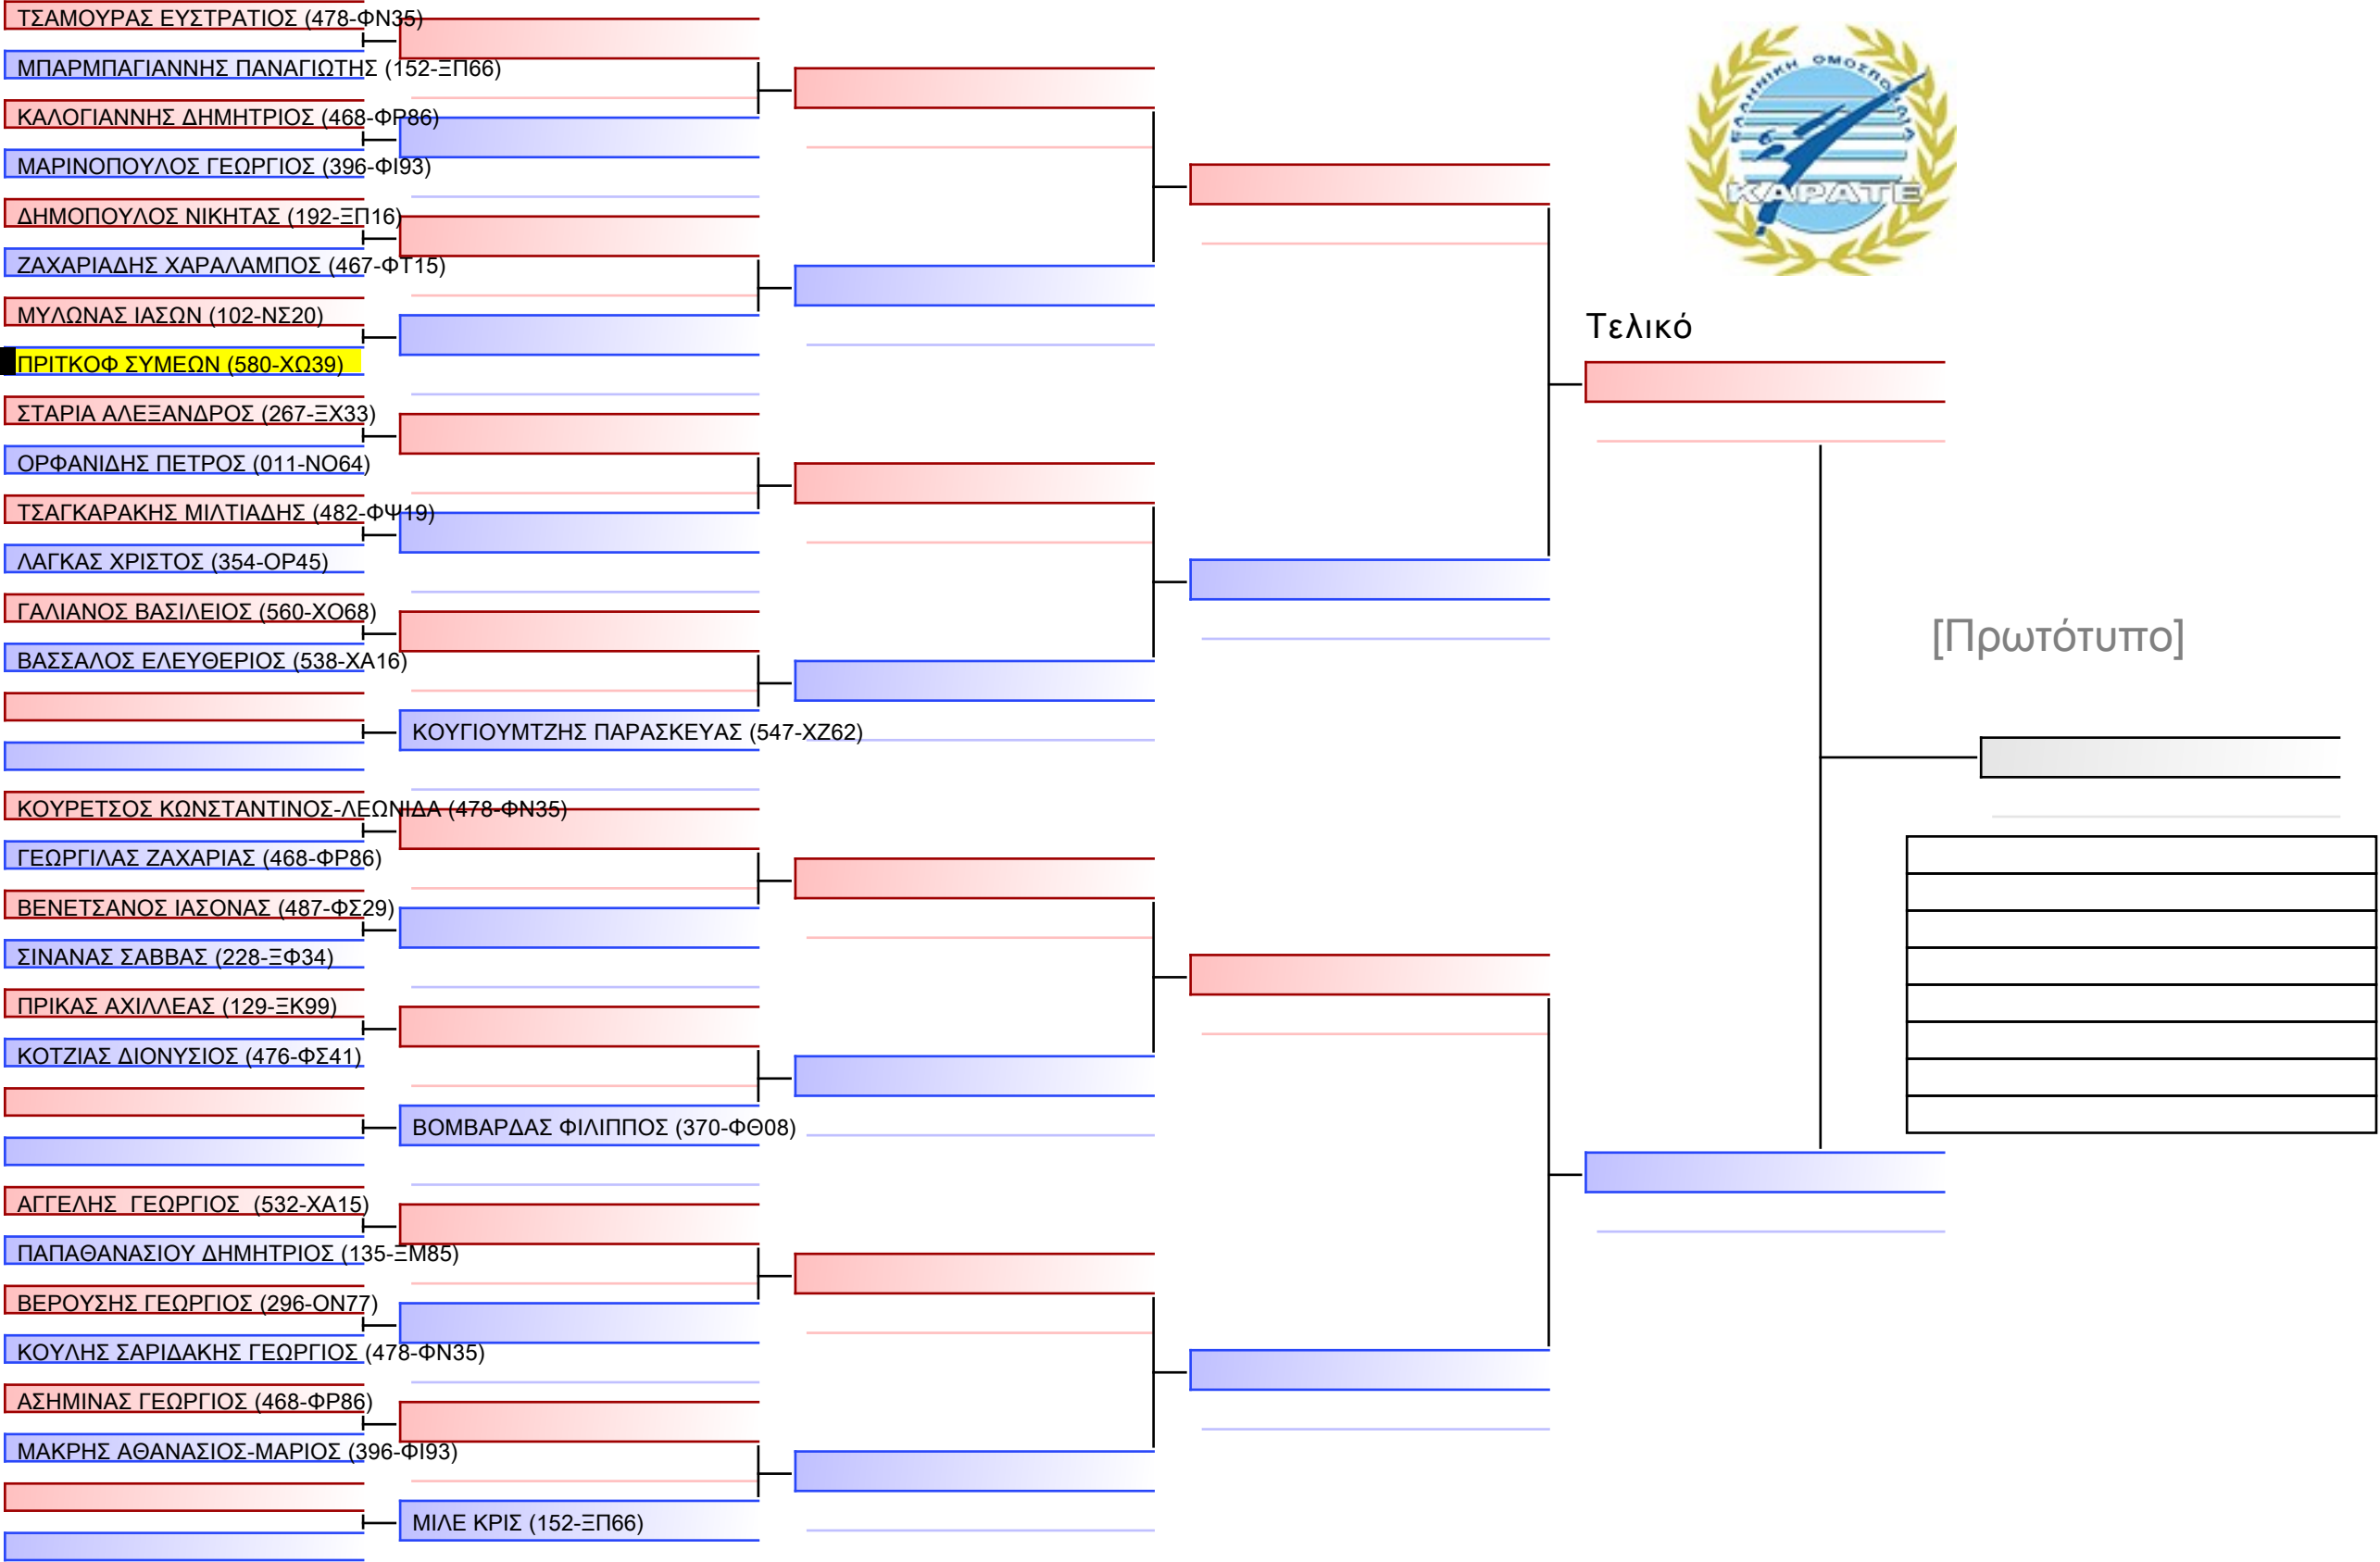 ΤΣΑΜΟΥΡΑΣ ΕΥΣΤΡΑΤΙΟΣ (478-ΦΝ35)
ΜΠΑΡΜΠΑΓΙΑΝΝΗΣ ΠΑΝΑΓΙΩΤΗΣ (152-ΞΠ66)
ΚΑΛΟΓΙΑΝΝΗΣ ΔΗΜΗΤΡΙΟΣ (468-ΦΡ86)
ΜΑΡΙΝΟΠΟΥΛΟΣ ΓΕΩΡΓΙΟΣ (396-ΦΙ93)
ΔΗΜΟΠΟΥΛΟΣ ΝΙΚΗΤΑΣ (192-ΞΠ16)
ΖΑΧΑΡΙΑΔΗΣ ΧΑΡΑΛΑΜΠΟΣ (467-ΦΤ15)
ΜΥΛΩΝΑΣ ΙΑΣΩΝ (102-ΝΣ20)
ΠΡΙΤΚΟΦ ΣΥΜΕΩΝ (580-ΧΩ39)
ΣΤΑΡΙΑ ΑΛΕΞΑΝΔΡΟΣ (267-ΞΧ33)
ΟΡΦΑΝΙΔΗΣ ΠΕΤΡΟΣ (011-ΝΟ64)
ΤΣΑΓΚΑΡΑΚΗΣ ΜΙΛΤΙΑΔΗΣ (482-ΦΨ19)
ΛΑΓΚΑΣ ΧΡΙΣΤΟΣ (354-ΟΡ45)
ΓΑΛΙΑΝΟΣ ΒΑΣΙΛΕΙΟΣ (560-ΧΟ68)
ΒΑΣΣΑΛΟΣ ΕΛΕΥΘΕΡΙΟΣ (538-ΧΑ16)
ΚΟΥΓΙΟΥΜΤΖΗΣ ΠΑΡΑΣΚΕΥΑΣ (547-ΧΖ62)
ΚΟΥΡΕΤΣΟΣ ΚΩΝΣΤΑΝΤΙΝΟΣ-ΛΕΩΝΙΔΑ (478-ΦΝ35)
ΓΕΩΡΓΙΛΑΣ ΖΑΧΑΡΙΑΣ (468-ΦΡ86)
ΒΕΝΕΤΣΑΝΟΣ ΙΑΣΟΝΑΣ (487-ΦΣ29)
ΣΙΝΑΝΑΣ ΣΑΒΒΑΣ (228-ΞΦ34)
ΠΡΙΚΑΣ ΑΧΙΛΛΕΑΣ (129-ΞΚ99)
ΚΟΤΖΙΑΣ ΔΙΟΝΥΣΙΟΣ (476-ΦΣ41)
ΒΟΜΒΑΡΔΑΣ ΦΙΛΙΠΠΟΣ (370-ΦΘ08)
ΑΓΓΕΛΗΣ  ΓΕΩΡΓΙΟΣ  (532-ΧΑ15)
ΠΑΠΑΘΑΝΑΣΙΟΥ ΔΗΜΗΤΡΙΟΣ (135-ΞΜ85)
ΒΕΡΟΥΣΗΣ ΓΕΩΡΓΙΟΣ (296-ΟΝ77)
ΚΟΥΛΗΣ ΣΑΡΙΔΑΚΗΣ ΓΕΩΡΓΙΟΣ (478-ΦΝ35)
ΑΣΗΜΙΝΑΣ ΓΕΩΡΓΙΟΣ (468-ΦΡ86)
ΜΑΚΡΗΣ ΑΘΑΝΑΣΙΟΣ-ΜΑΡΙΟΣ (396-ΦΙ93)
ΜΙΛΕ ΚΡΙΣ (152-ΞΠ66)
ΕΛΛΗΝΙΚΗ ΟΜΟΣΠΟΝΔΙΑ
ΚΑΡΑΤΕ
Τελικό
[Πρωτότυπο]